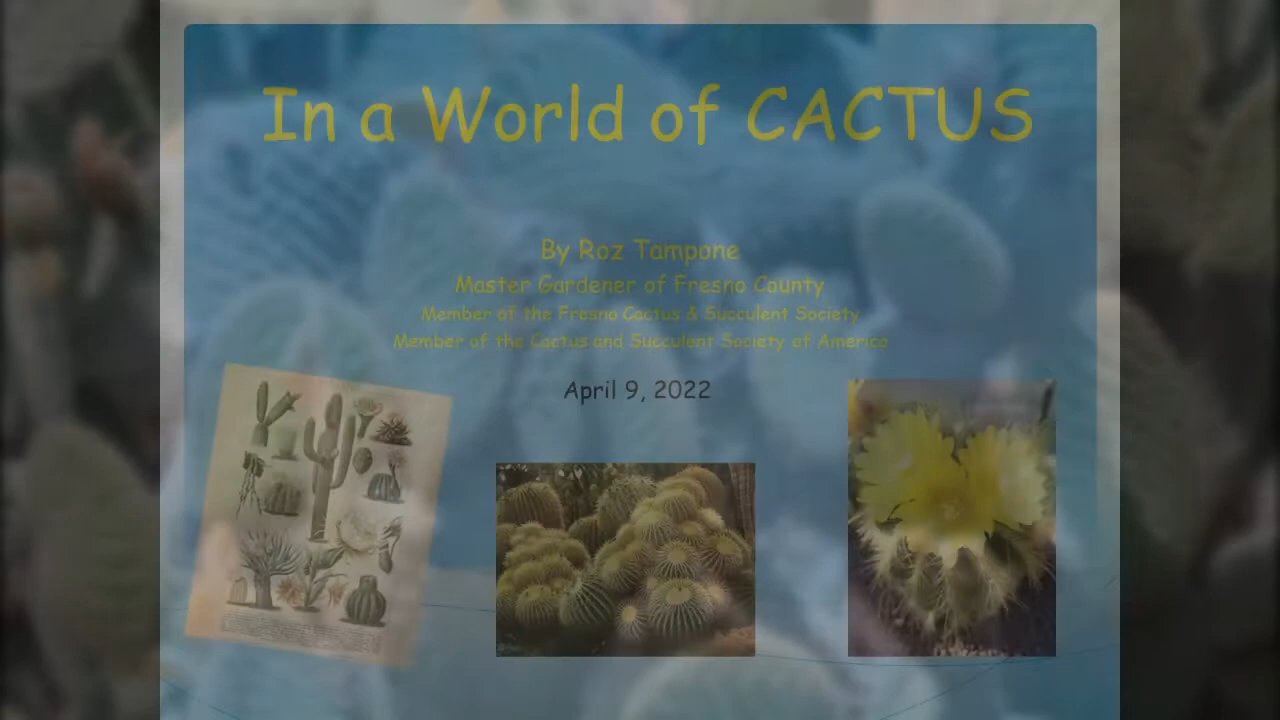 In a World of CACTUS
By Roz Tampone
Master Gardener of Fresno County
Member of the Fresno Cactus & Succulent Society
Member of the Cactus and Succulent Society of America
April 9, 2022